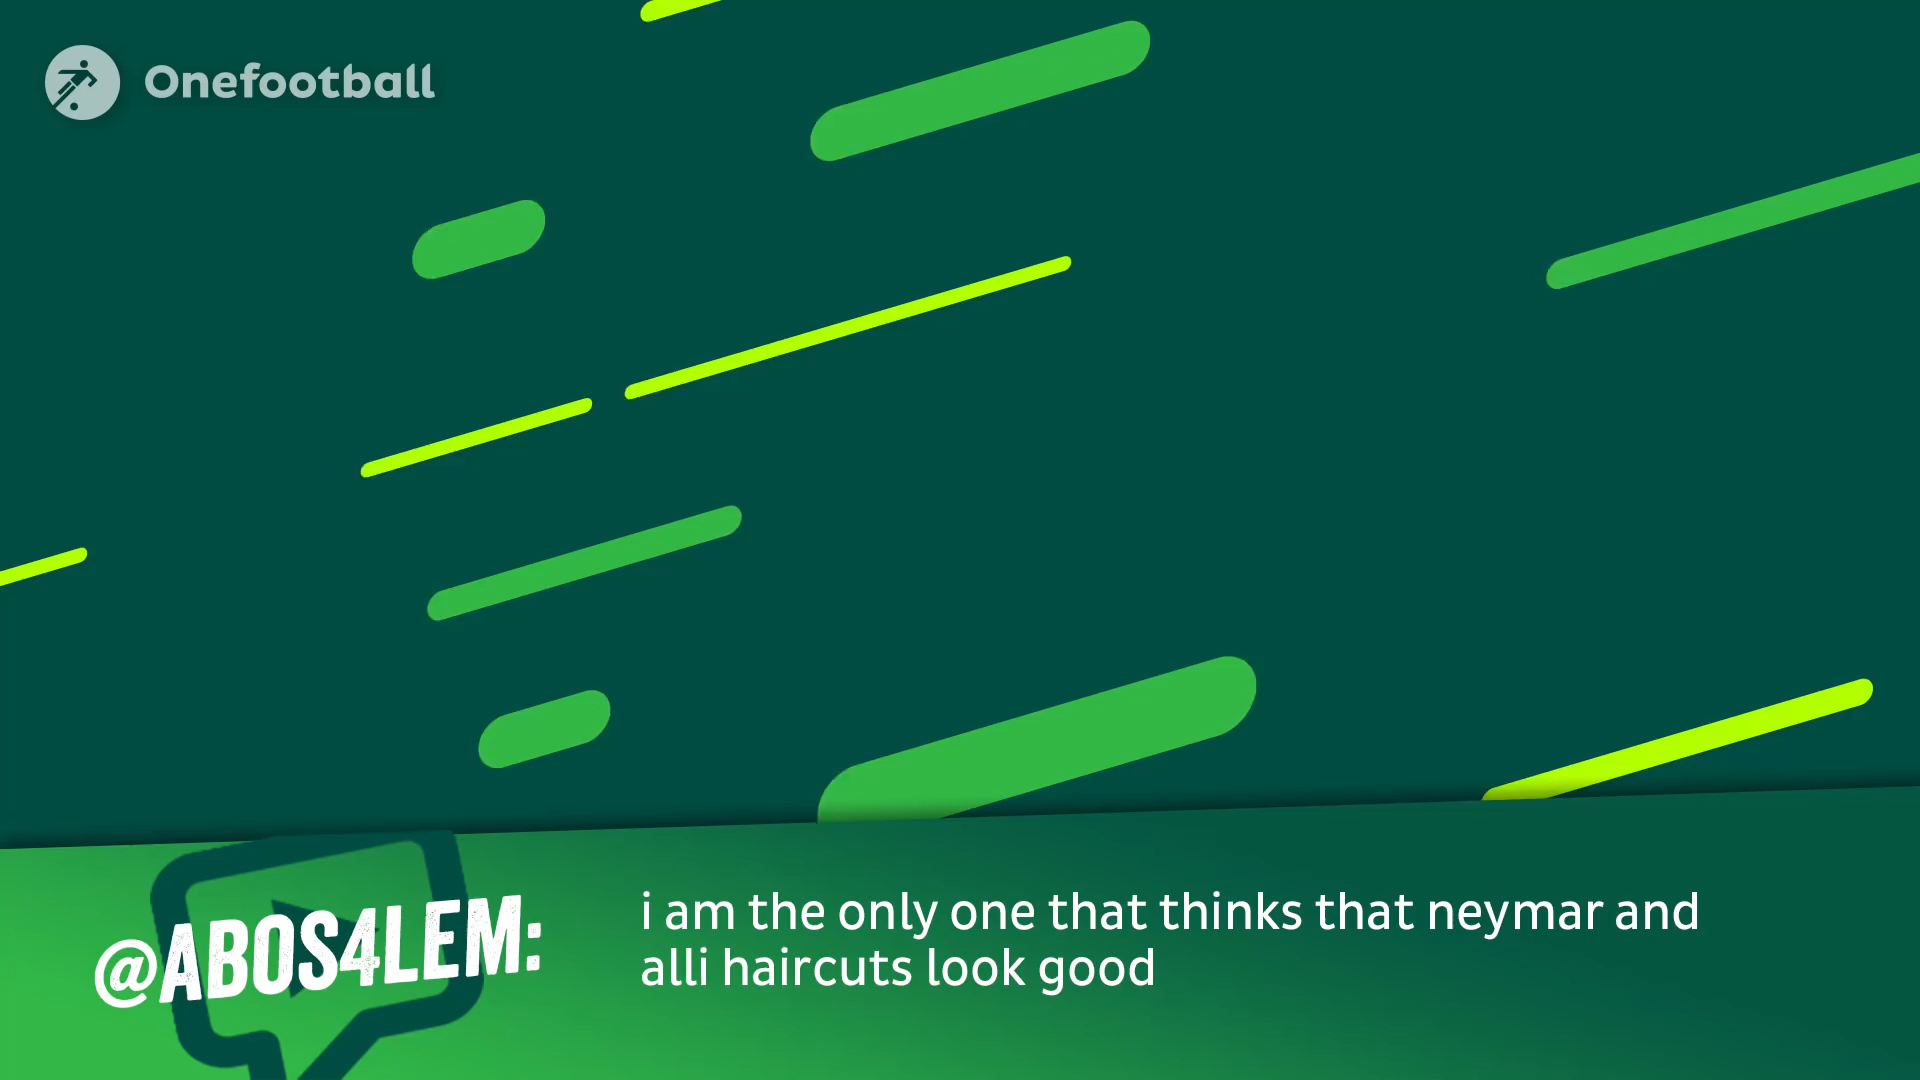 Onefootball
@ABOS4LEM:
i am the only one that thinks that neymar and
alli haircuts look good